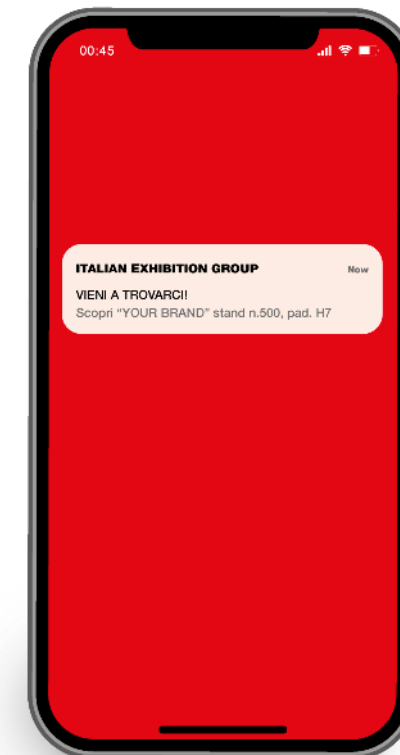 00:45
ITALIAN EXHIBITION GROUP Now
VIENI A TROVARCI!
Scopri “YOUR BRAND” stand n.500, pad. H7